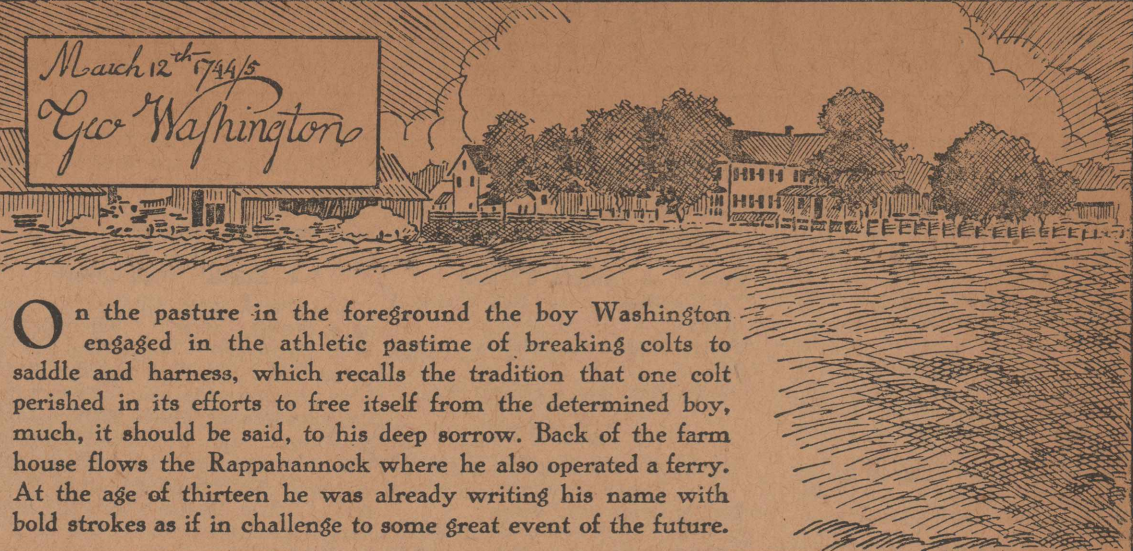 March 12th 1744/5
Geo Washington
On the pasture in the foreground the boy Washington
engaged in the athletic pastime of breaking colts to
saddle and harness, which recalls the tradition that one colt
perished in its efforts to free itself from the determined boy,
much, it should be said, to his deep sorrow. Back of the farm
house flows the Rappahannock where he also operated a ferry.
At the age of thirteen he was already writing his name with
bold strokes as if in challenge to some great event of the future.